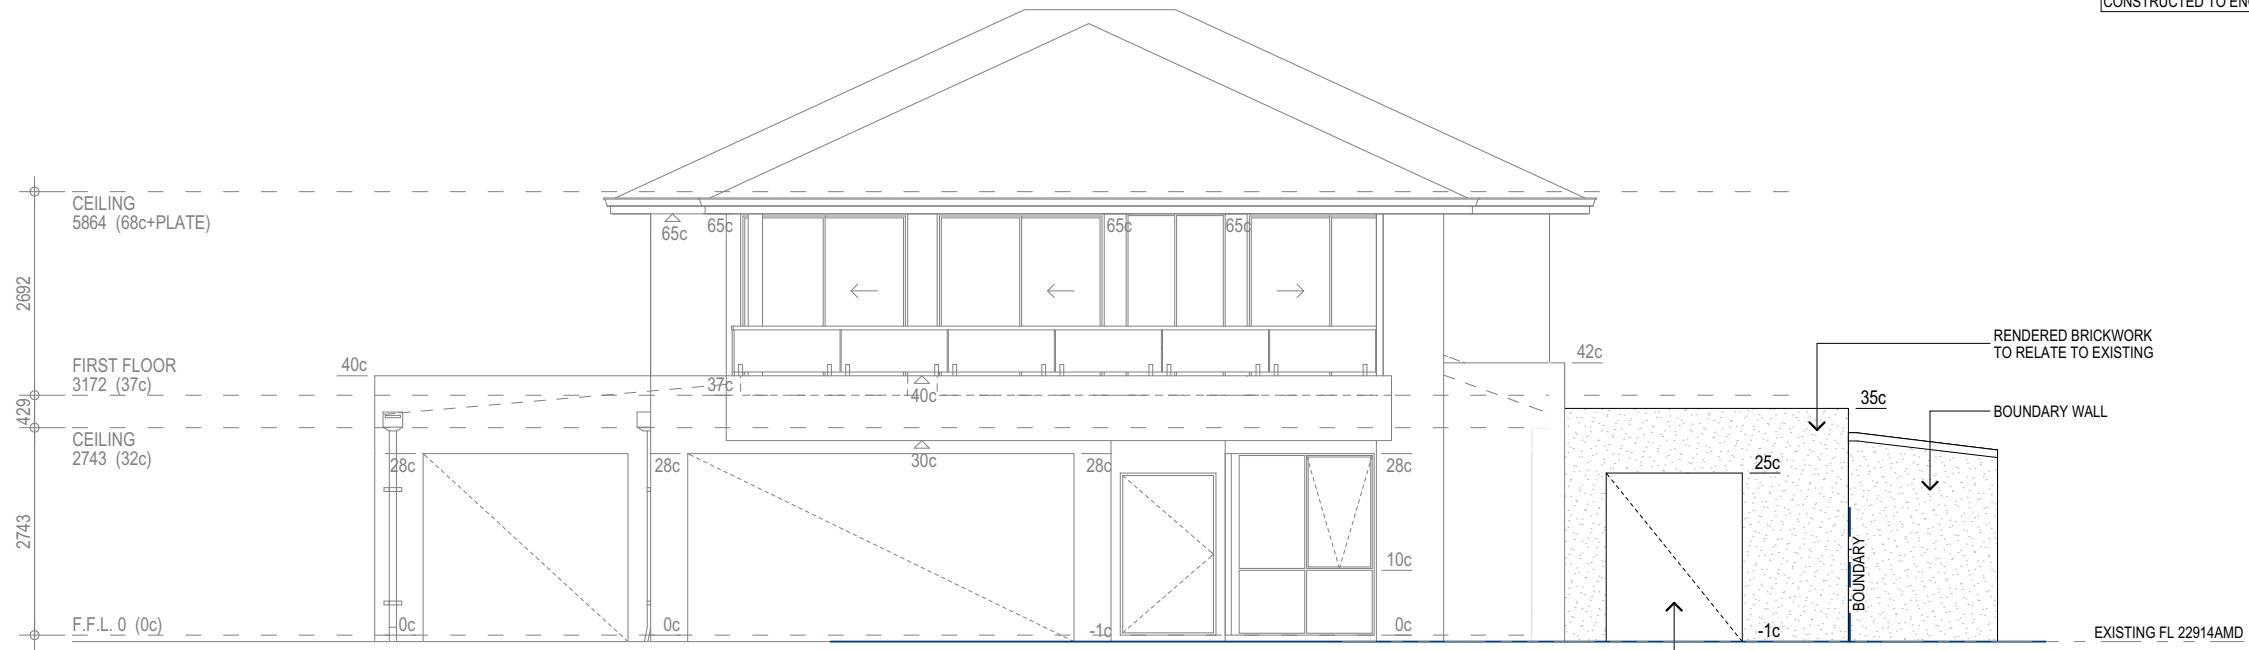 CONSTRUCTED TO
CEILING
5864 (68c+PLATE)
65c
65c
65c
65c
2692
RENDERED BRICKWORK
TO RELATE TO EXISTING
FIRST FLOOR
3172 (37c)
40c
37c
40c
42c
35c
BOUNDARY WALL
429
CEILING
2743 (32c)
28c
28c
30c
28c
28c
25c
2743
10c
BOUNDARY
F.F.L. 0 (0c)
0c
0c
-1c
0c
-1c
EXISTING FL 22914AMD